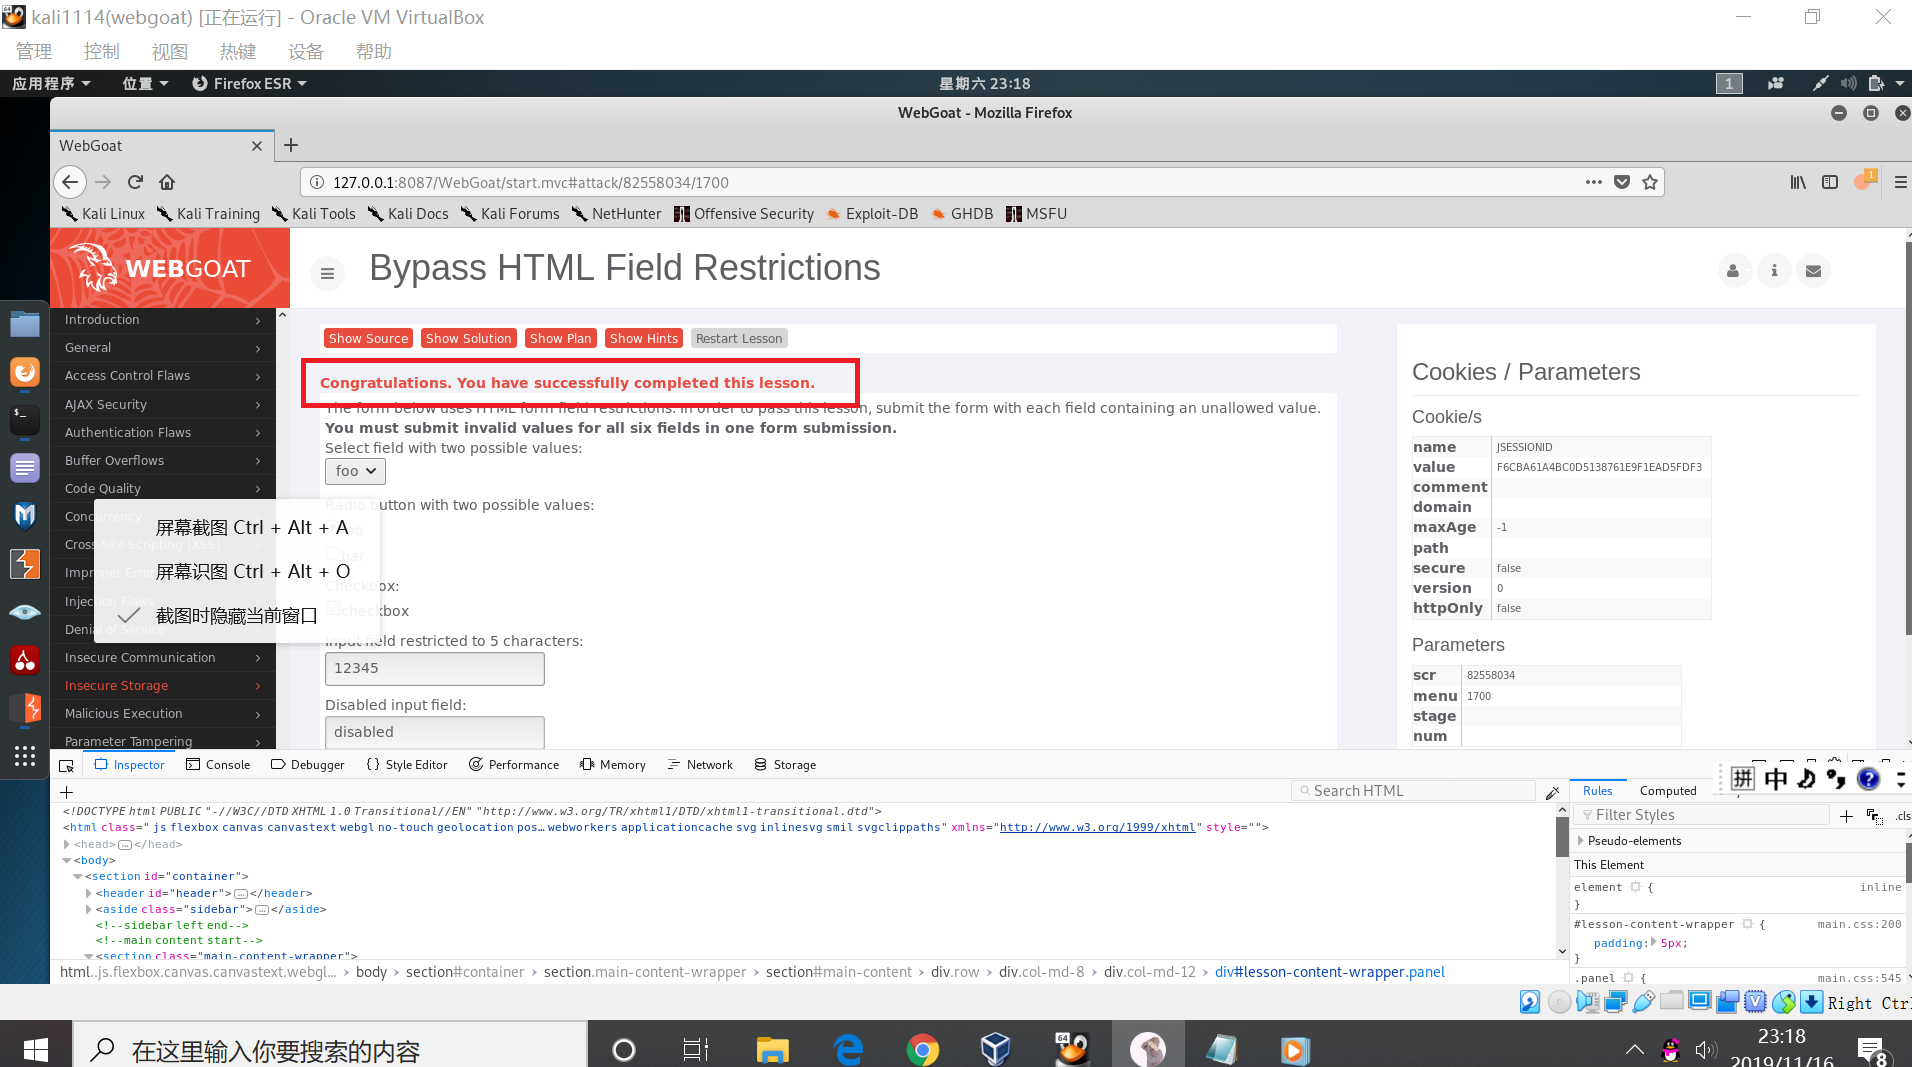 kali1114(webgoat) [正在运行] - Oracle VM VirtualBox
管理 控制 视图 热键 设备 帮助
应用程序 位置 Firefox ESR 星期六 23:18 1
WebGoat - Mozilla Firefox
WebGoat
127.0.0.1:8087/WebGoat/start.mvc#attack/82558034/1700
Kali Linux Kali Training Kali Tools Kali Docs Kali Forums NetHunter Offensive Security Exploit-DB GHDB MSFU
WEBGOAT
Bypass HTML Field Restrictions
Introduction
General
Access Control Flaws
AJAX Security
Authentication Flaws
Buffer Overflows
Code Quality
Concurrency
Cross-Site Scripting (XSS)
Improper Error
Injection Flaws
Denial of Service
Insecure Communication
Insecure Storage
Malicious Execution
Parameter Tampering
屏幕截图 Ctrl + Alt + A
屏幕识图 Ctrl + Alt + O
截图时隐藏当前窗口
Show Source Show Solution Show Plan Show Hints Restart Lesson
Congratulations. You have successfully completed this lesson.
The form below uses HTML form field restrictions. In order to pass this lesson, submit the form with each field containing an unallowed value.
You must submit invalid values for all six fields in one form submission.
Select field with two possible values:
foo
Radio button with two possible values:
foo
bar
Checkbox:
checkbox
Input field restricted to 5 characters:
12345
Disabled input field:
disabled
Cookies / Parameters
Cookie/s
name JSESSIONID
value F6CBA61A4BC0D5138761E9F1EAD5FDF3
comment
domain
maxAge -1
path
secure false
version 0
httpOnly false
Parameters
scr 82558034
menu 1700
stage
num
Inspector Console Debugger Style Editor Performance Memory Network Storage
拼 中
Search HTML
<!DOCTYPE html PUBLIC "-//W3C//DTD XHTML 1.0 Transitional//EN" "http://www.w3.org/TR/xhtml1/DTD/xhtml1-transitional.dtd">
<html class=" js flexbox canvas canvastext webgl no-touch geolocation pos… webworkers applicationcache svg inlinesvg smil svgclippaths" xmlns="http://www.w3.org/1999/xhtml" style="">
<head>…</head>
<body>
<section id="container">
<header id="header">…</header>
<aside class="sidebar">…</aside>
<!--sidebar left end-->
<!--main content start-->
<section class="main-content-wrapper">
html..js.flexbox.canvas.canvastext.webgl... › body › section#container › section.main-content-wrapper › section#main-content › div.row › div.col-md-8 › div.col-md-12 › div#lesson-content-wrapper.panel
Rules Computed
Filter Styles .cls
Pseudo-elements
This Element
element { inline
}
#lesson-content-wrapper { main.css:200
padding: 5px;
}
.panel { main.css:545
Right Ctrl
在这里输入你要搜索的内容
23:18
2019/11/16
8